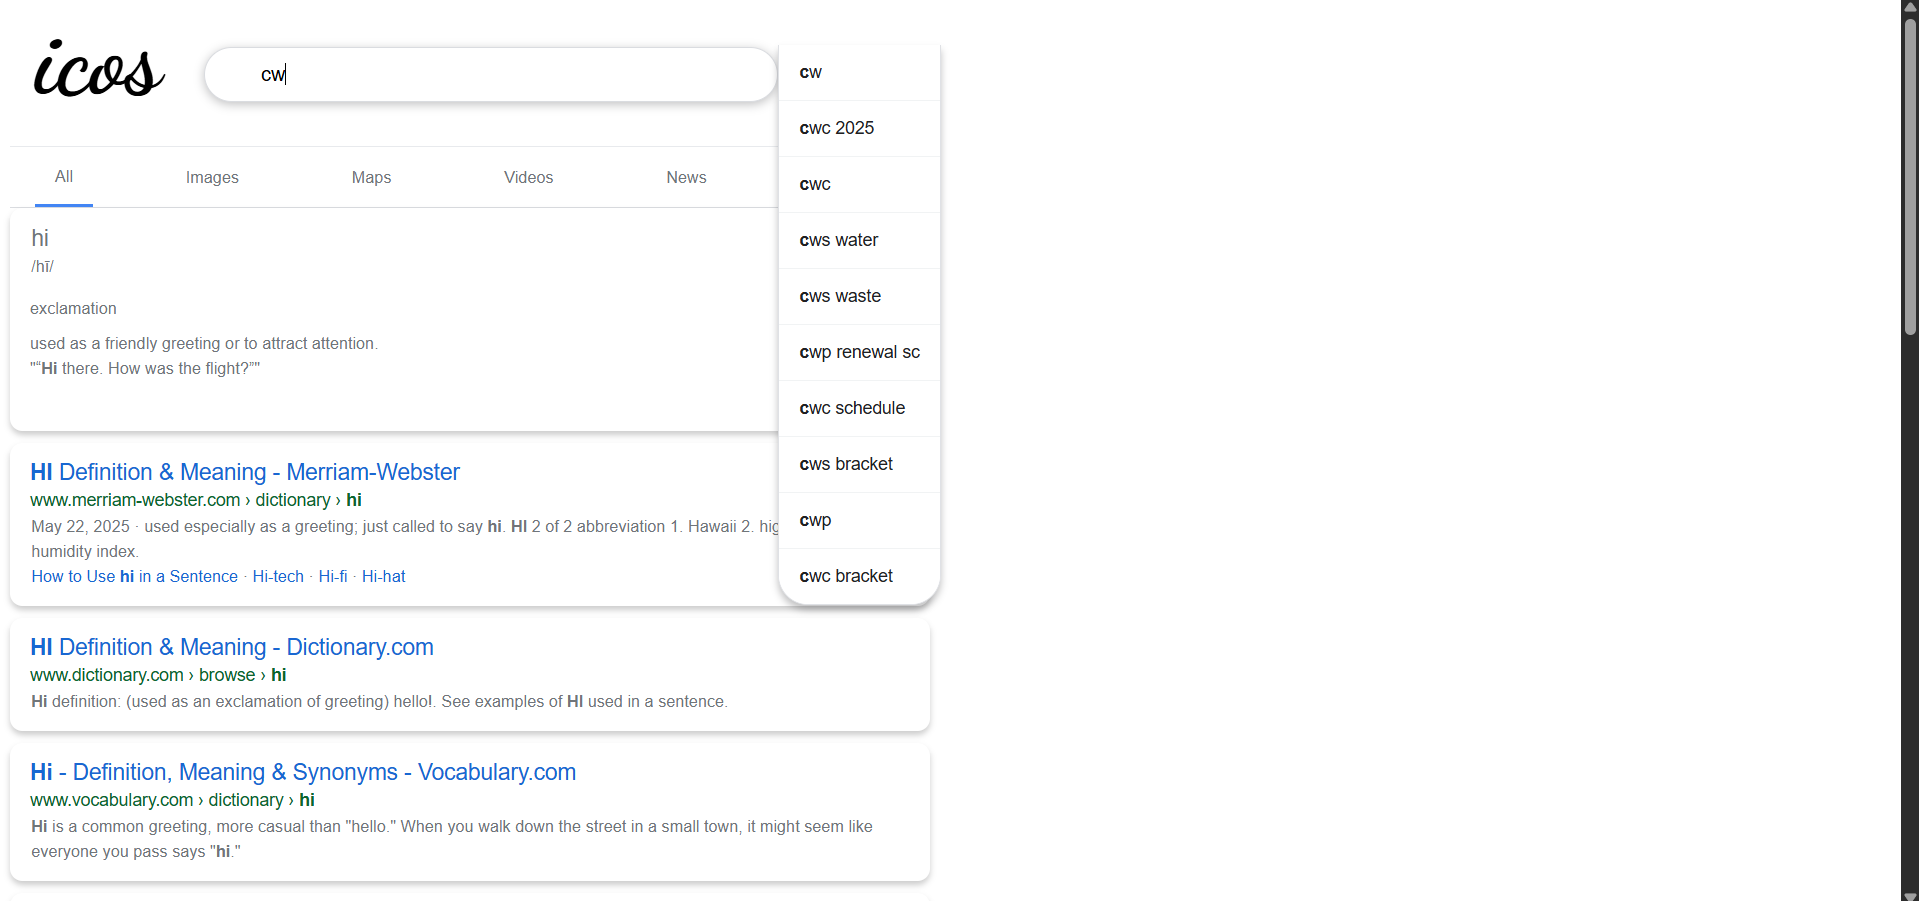 icos
cw
All
Images
Maps
Videos
News
cw
cwc 2025
cwc
cws water
cws waste
cwp renewal sc
cwc schedule
cws bracket
cwp
cwc bracket
hi
/hī/
exclamation
used as a friendly greeting or to attract attention.
"“Hi there. How was the flight?”"
HI Definition & Meaning - Merriam-Webster
www.merriam-webster.com › dictionary › hi
May 22, 2025 · used especially as a greeting; just called to say hi. HI 2 of 2 abbreviation 1. Hawaii 2.
humidity index.
How to Use hi in a Sentence · Hi-tech · Hi-fi · Hi-hat
HI Definition & Meaning - Dictionary.com
www.dictionary.com › browse › hi
Hi definition: (used as an exclamation of greeting) hello!. See examples of HI used in a sentence.
Hi - Definition, Meaning & Synonyms - Vocabulary.com
www.vocabulary.com › dictionary › hi
Hi is a common greeting, more casual than "hello." When you walk down the street in a small town, it might seem like
everyone you pass says "hi."